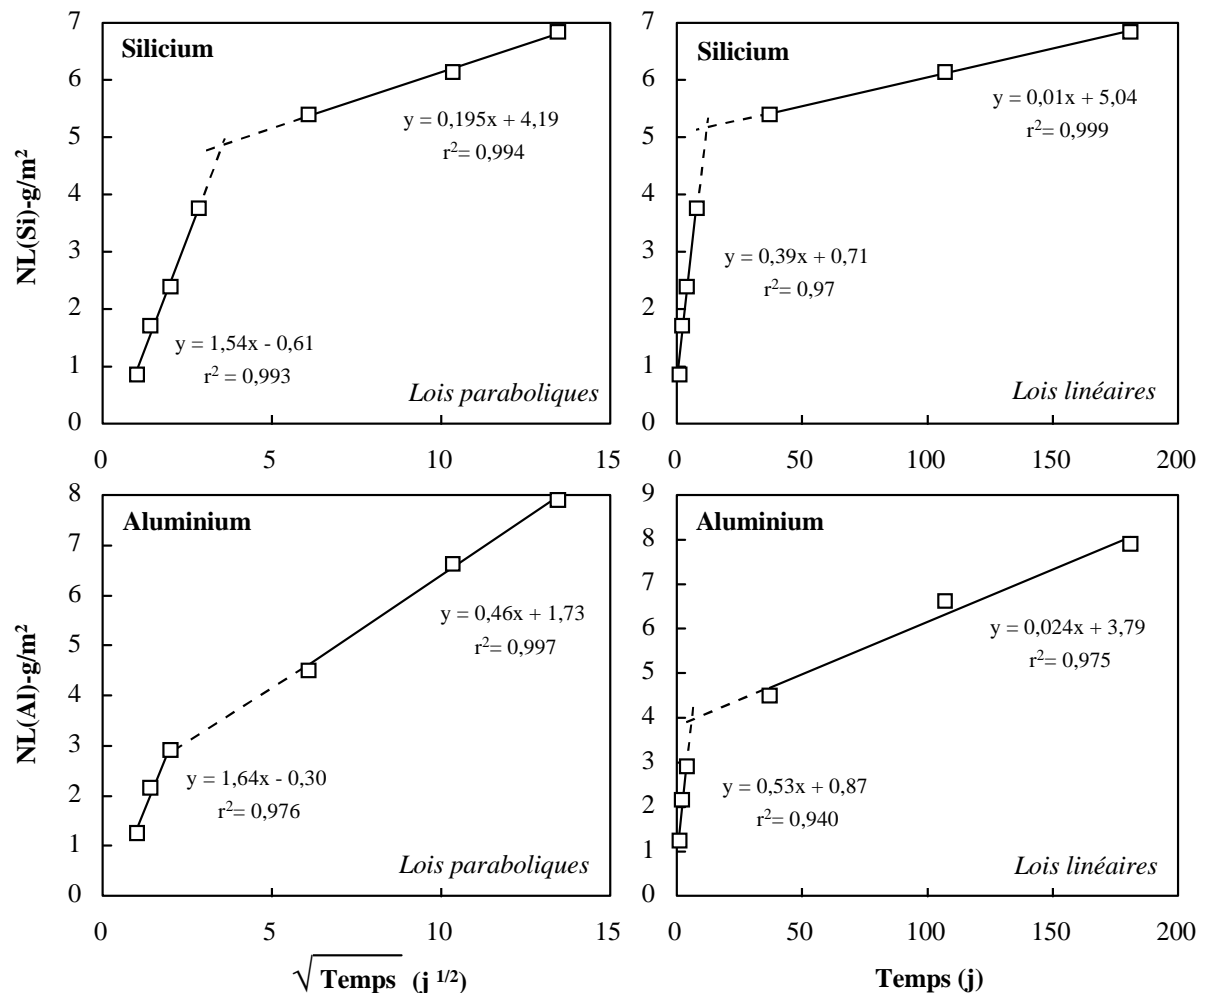 Silicium
NL(Si)-g/m²
7
6
5
4
3
2
1
0
y = 0,195x + 4,19
r²= 0,994
y = 1,54x - 0,61
r² = 0,993
Lois paraboliques
0 5 10 15
Silicium
7
6
5
4
3
2
1
0
y = 0,01x + 5,04
r²= 0,999
y = 0,39x + 0,71
r²= 0,97
Lois linéaires
0 50 100 150 200
Aluminium
NL(Al)-g/m²
8
7
6
5
4
3
2
1
0
y = 0,46x + 1,73
r²= 0,997
y = 1,64x - 0,30
r²= 0,976
Lois paraboliques
0 5 10 15
√Temps (j 1/2)
Aluminium
9
8
7
6
5
4
3
2
1
0
y = 0,024x + 3,79
r²= 0,975
y = 0,53x + 0,87
r²= 0,940
Lois linéaires
0 50 100 150 200
Temps (j)